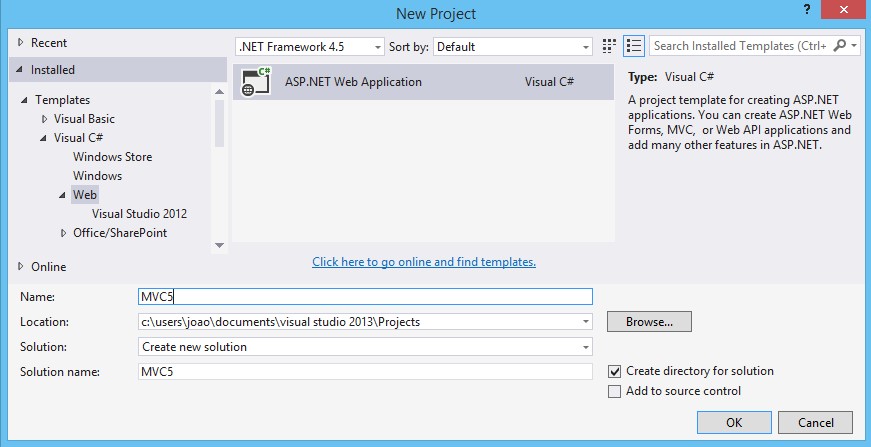 New Project
? ×
Recent
.NET Framework 4.5 Sort by: Default Search Installed Templates (Ctrl+
Installed
Templates
Visual Basic
Visual C#
Windows Store
Windows
Web
Visual Studio 2012
Office/SharePoint
Online
C# ASP.NET Web Application Visual C#
Type: Visual C#
A project template for creating ASP.NET
applications. You can create ASP.NET Web
Forms, MVC, or Web API applications and
add many other features in ASP.NET.
Click here to go online and find templates.
Name: MVC5
Location: c:\users\joao\documents\visual studio 2013\Projects Browse...
Solution: Create new solution
Solution name: MVC5
Create directory for solution
Add to source control
OK Cancel